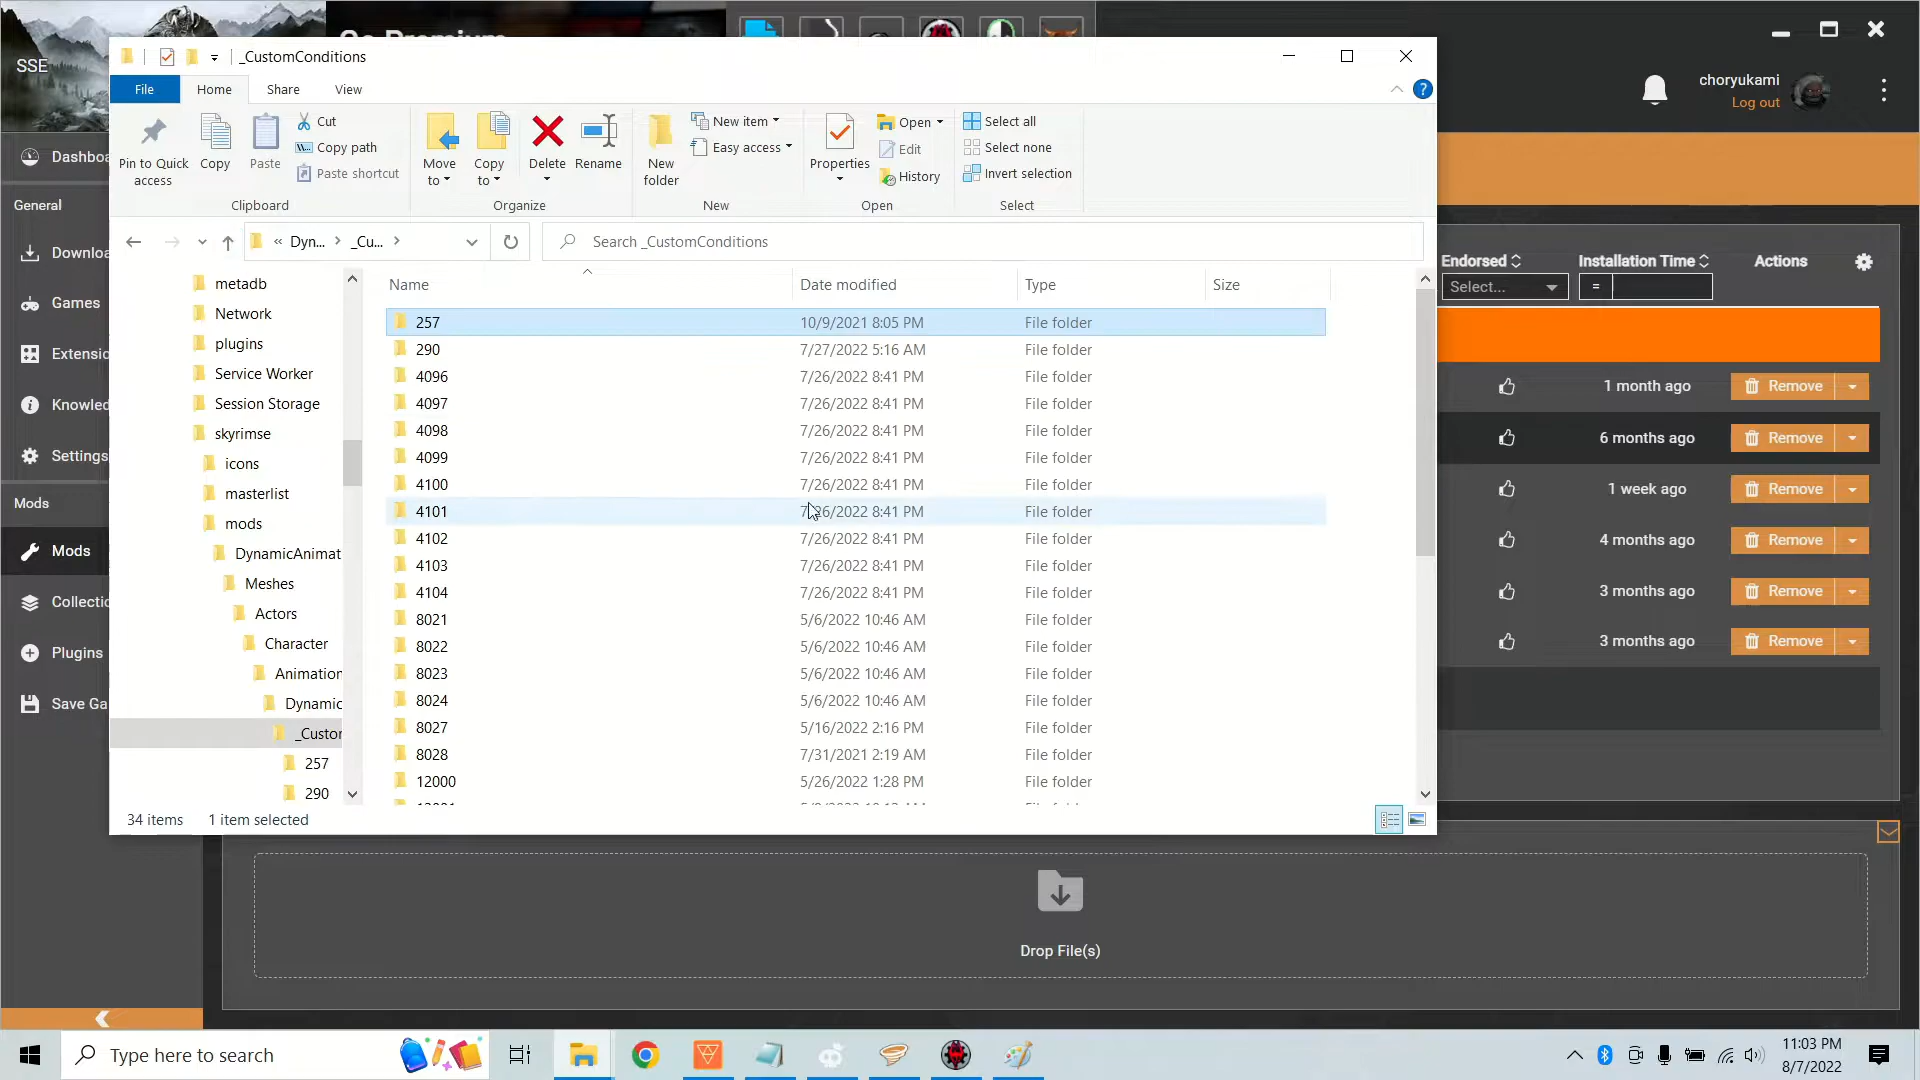 SSE
_CustomConditions
File
Home
Share
View
choryukami
Log out
Pin to Quick access
Copy
Paste
Cut
Copy path
Paste shortcut
Clipboard
Move to
Copy to
Delete
Rename
Organize
New folder
New item
Easy access
New
Properties
Open
Edit
History
Open
Select all
Select none
Invert selection
Select
« Dyn... > _Cu... >
Search _CustomConditions
General
Games
Settings
Mods
Mods
Plugins
metadb
Network
plugins
Service Worker
Session Storage
skyrimse
icons
masterlist
mods
DynamicAnimat
Meshes
Actors
Character
Animation
Dynamic
_Custor
257
290
Name Date modified Type Size
257 10/9/2021 8:05 PM File folder
290 7/27/2022 5:16 AM File folder
4096 7/26/2022 8:41 PM File folder
4097 7/26/2022 8:41 PM File folder
4098 7/26/2022 8:41 PM File folder
4099 7/26/2022 8:41 PM File folder
4100 7/26/2022 8:41 PM File folder
4101 7/26/2022 8:41 PM File folder
4102 7/26/2022 8:41 PM File folder
4103 7/26/2022 8:41 PM File folder
4104 7/26/2022 8:41 PM File folder
8021 5/6/2022 10:46 AM File folder
8022 5/6/2022 10:46 AM File folder
8023 5/6/2022 10:46 AM File folder
8024 5/6/2022 10:46 AM File folder
8027 5/16/2022 2:16 PM File folder
8028 7/31/2021 2:19 AM File folder
12000 5/26/2022 1:28 PM File folder
34 items 1 item selected
Endorsed Installation Time Actions
Select... =
1 month ago Remove
6 months ago Remove
1 week ago Remove
4 months ago Remove
3 months ago Remove
3 months ago Remove
Drop File(s)
Type here to search
11:03 PM
8/7/2022